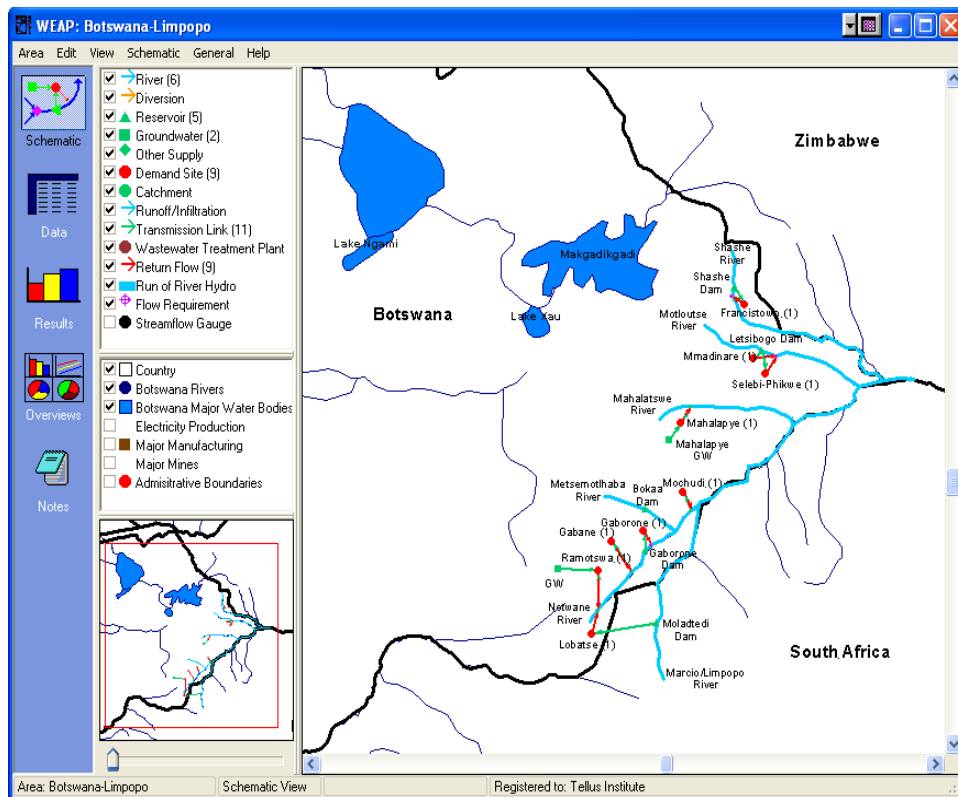 WEAP: Botswana-Limpopo
Area Edit View Schematic General Help
Schematic
Data
Results
Overviews
Notes
River (6)
Diversion
Reservoir (5)
Groundwater (2)
Other Supply
Demand Site (9)
Catchment
Runoff/Infiltration
Transmission Link (11)
Wastewater Treatment Plant
Return Flow (9)
Run of River Hydro
Flow Requirement
Streamflow Gauge
Country
Botswana Rivers
Botswana Major Water Bodies
Electricity Production
Major Manufacturing
Major Mines
Admisitrative Boundaries
Zimbabwe
Lake Ngami
Makgadikgadi
Shashe
River
Shashe
Dam
Botswana
Lake Xau
Francistown (1)
Motloutse
River
Letsibogo Dam
Mmadinare (1)
Selebi-Phikwe (1)
Mahalatswe
River
Mahalapye (1)
Mahalapye
GW
Metsemothaba
River
Bokaa
Dam
Mochudi (1)
Gaborone (1)
Gabane (1)
Gaborone
Dam
Ramotswa (1)
GW
Notwane
River
Lobatse (1)
Moladtedi
Dam
South Africa
Marcio/Limpopo
River
Area: Botswana-Limpopo
Schematic View
Registered to: Tellus Institute